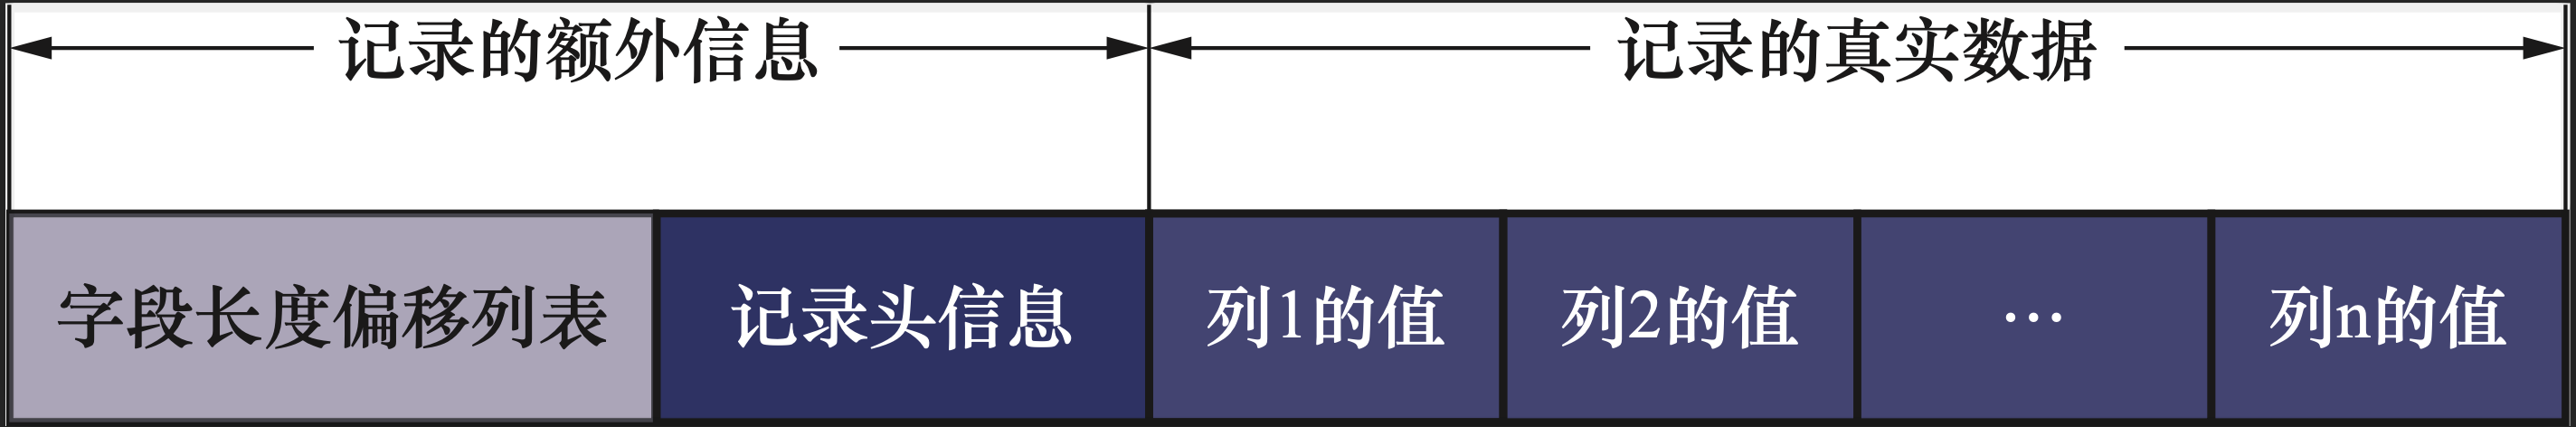 记录的额外信息 记录的真实数据
字段长度偏移列表 记录头信息 列1的值 列2的值 … 列n的值